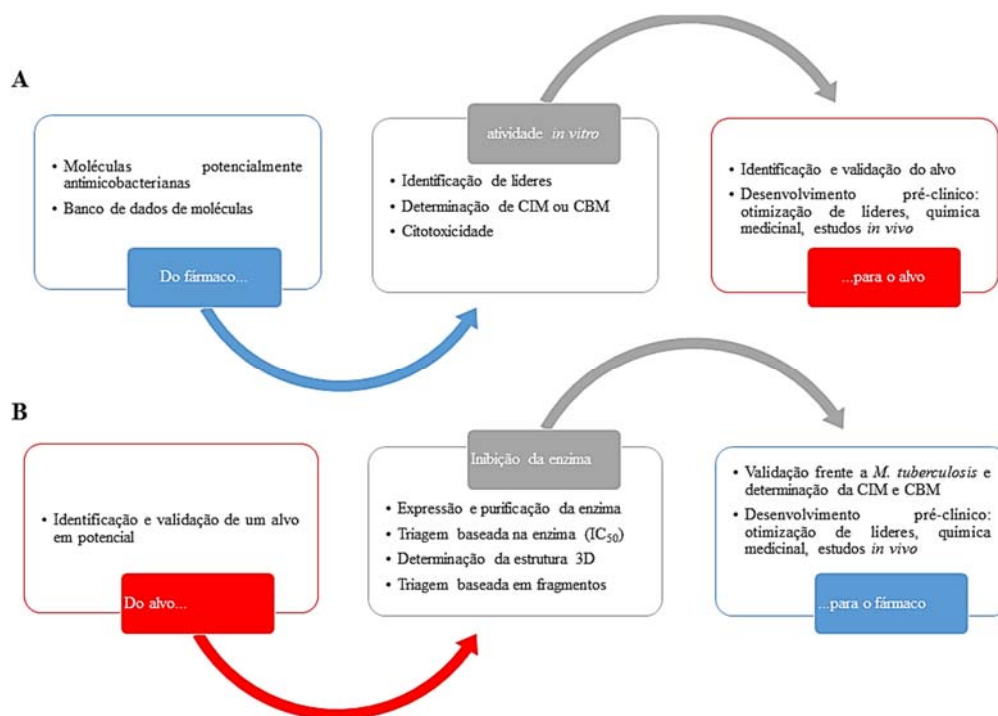 A
• Moléculas potencialmente
antimicobacterianas
• Banco de dados de moléculas
Do fármaco...
atividade in vitro
• Identificação de líderes
• Determinação de CIM ou CBM
• Citotoxicidade
• Identificação e validação do alvo
• Desenvolvimento pré-clínico:
otimização de líderes, química
medicinal, estudos in vivo
...para o alvo
B
• Identificação e validação de um alvo
em potencial
Do alvo...
Inibição da enzima
• Expressão e purificação da enzima
• Triagem baseada na enzima (IC50)
• Determinação da estrutura 3D
• Triagem baseada em fragmentos
• Validação frente a M. tuberculosis e
determinação da CIM e CBM
• Desenvolvimento pré-clínico:
otimização de líderes, química
medicinal, estudos in vivo
...para o fármaco